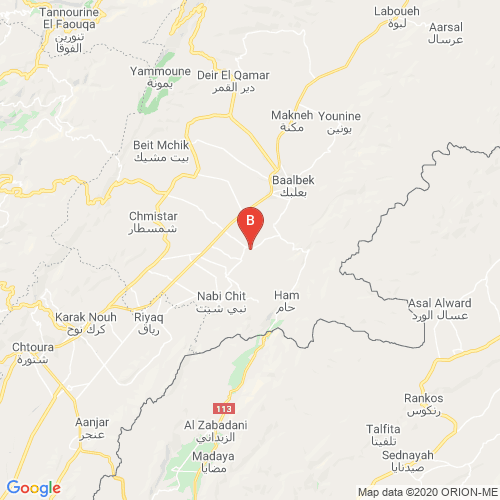 Tannourine
El Faouqa
تنورين
الفوقا
Laboueh
لبوة
Aarsal
عرسال
Yammoune
يمونة
Deir El Qamar
دير القمر
Makneh
مكنة
Younine
يونين
Beit Mchik
بيت مشيك
Baalbek
بعلبك
Chmistar
شمسطار
B
Nabi Chit
نبي شيت
Ham
حام
Karak Nouh
كرك نوح
Riyaq
رياق
Asal Alward
عسال الورد
Chtoura
شتورة
113
Rankos
رنكوس
Aanjar
عنجر
Al Zabadani
الزبداني
Talfita
تلفيتا
Madaya
مضايا
Sednayah
صيدنايا
Google
Map data ©2020 ORION-ME